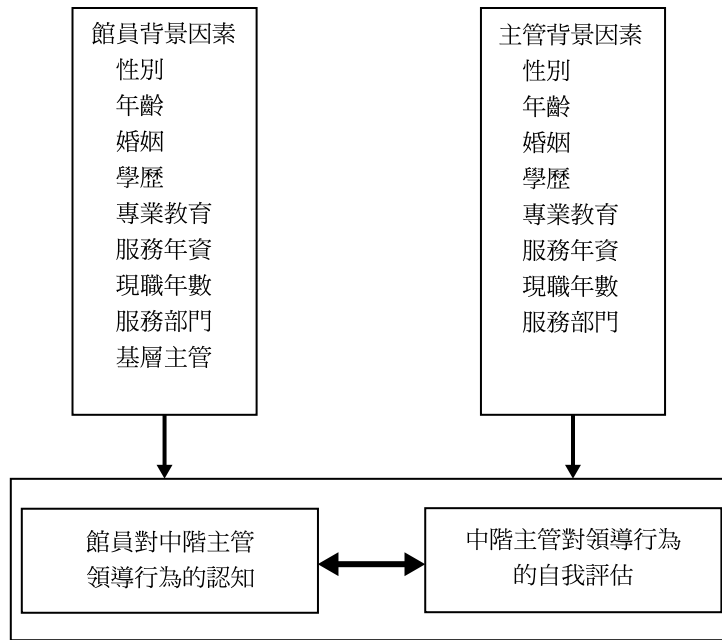 館員背景因素
性別
年齡
婚姻
學歷
專業教育
服務年資
現職年數
服務部門
基層主管
主管背景因素
性別
年齡
婚姻
學歷
專業教育
服務年資
現職年數
服務部門
館員對中階主管
領導行為的認知
中階主管對領導行為
的自我評估